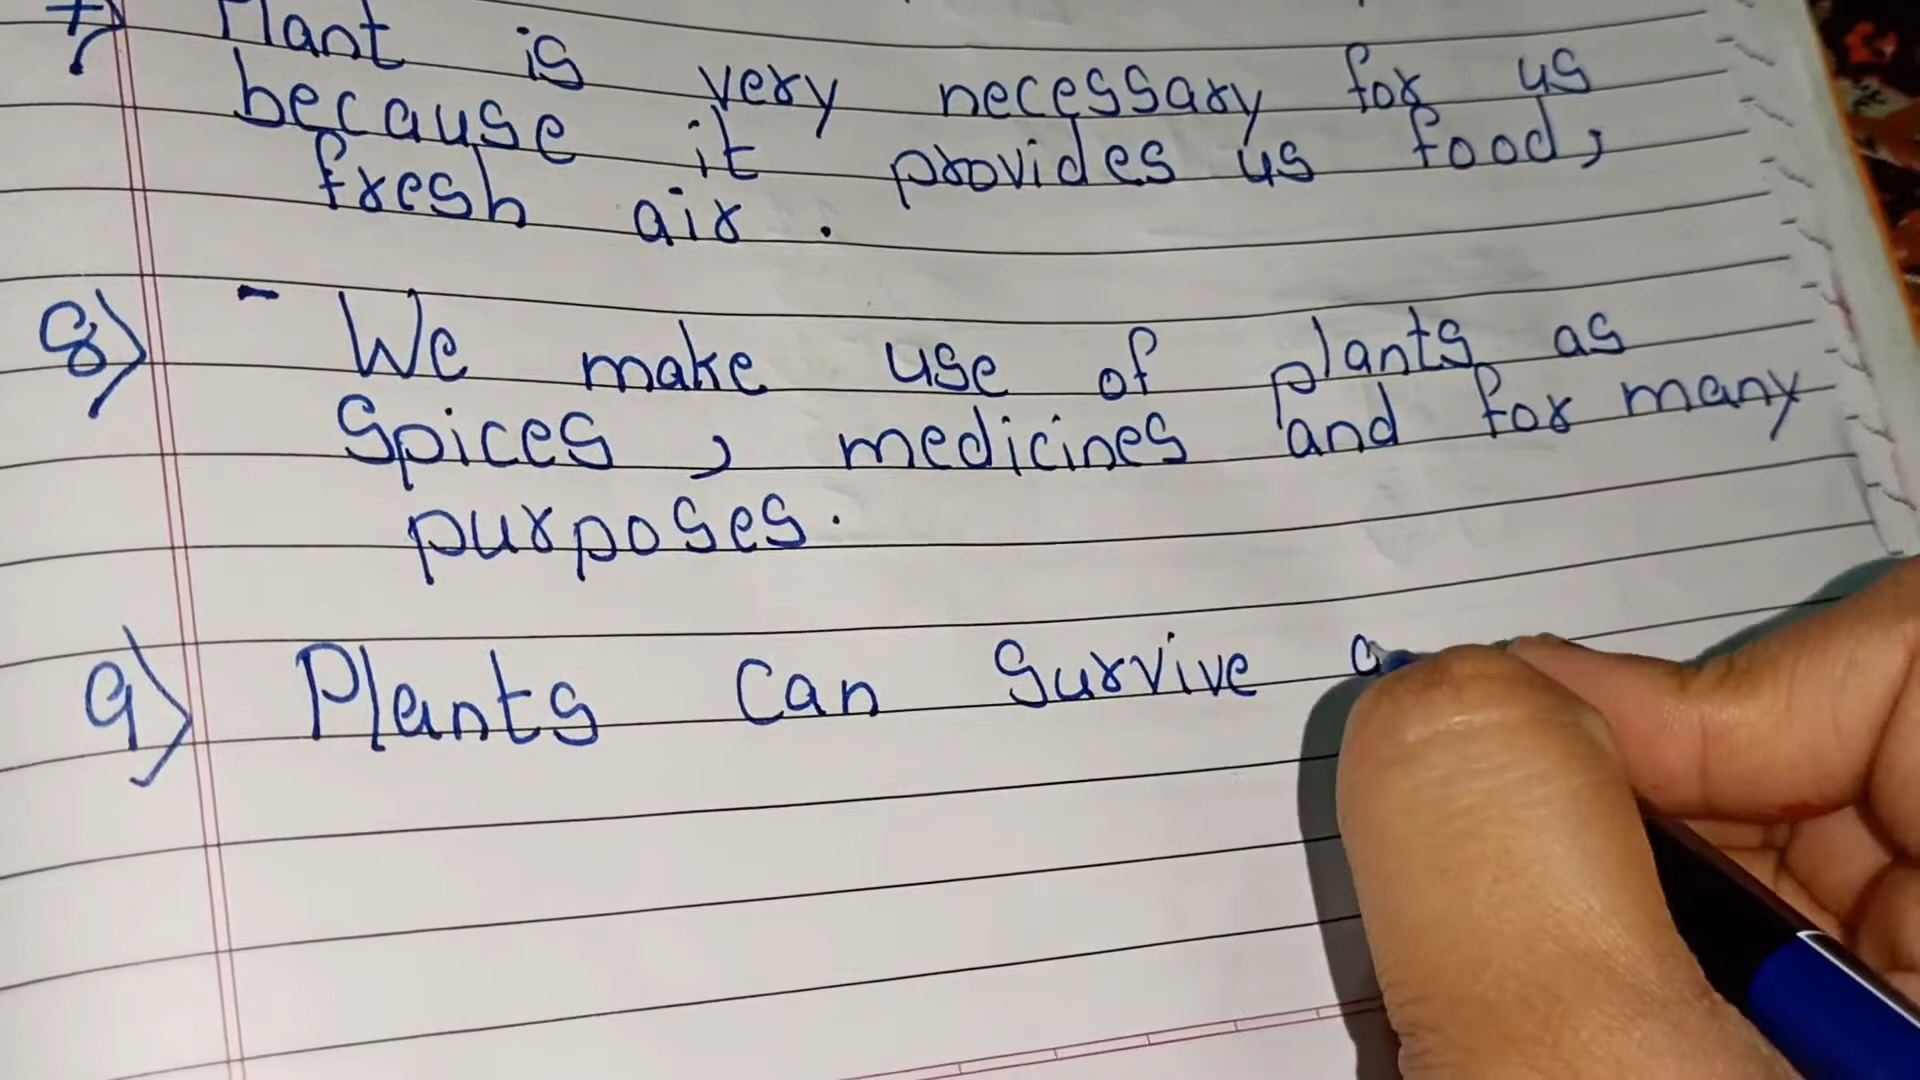 7) Plant is very necessary for us
because it provides us food,
fresh air.
8) - We make use of plants as
Spices, medicines and for many
purposes.
9) Plants Can Survive